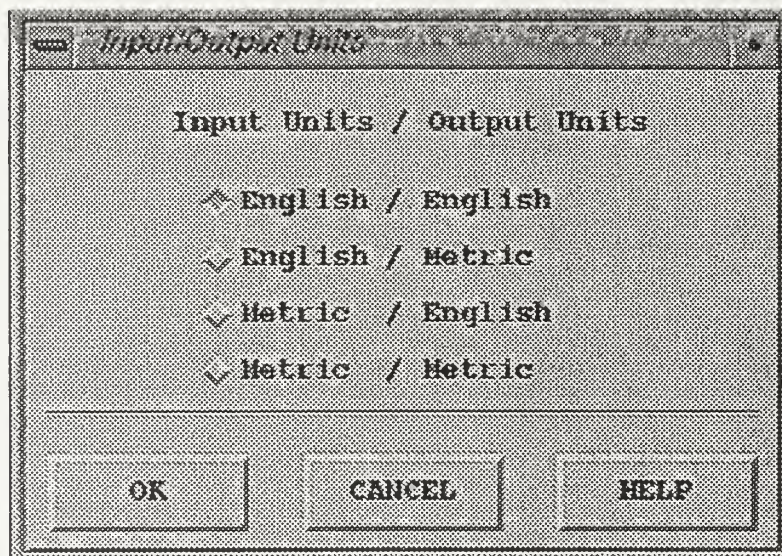 Input/Output Units
Input Units / Output Units
English / English
English / Metric
Metric / English
Metric / Metric
OK
CANCEL
HELP